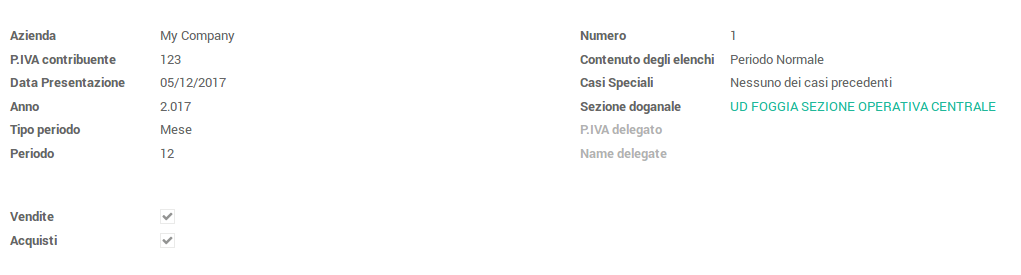 Azienda My Company Numero 1
P.IVA contribuente 123 Contenuto degli elenchi Periodo Normale
Data Presentazione 05/12/2017 Casi Speciali Nessuno dei casi precedenti
Anno 2.017 Sezione doganale UD FOGGIA SEZIONE OPERATIVA CENTRALE
Tipo periodo Mese P.IVA delegato
Periodo 12 Name delegate
Vendite
Acquisti